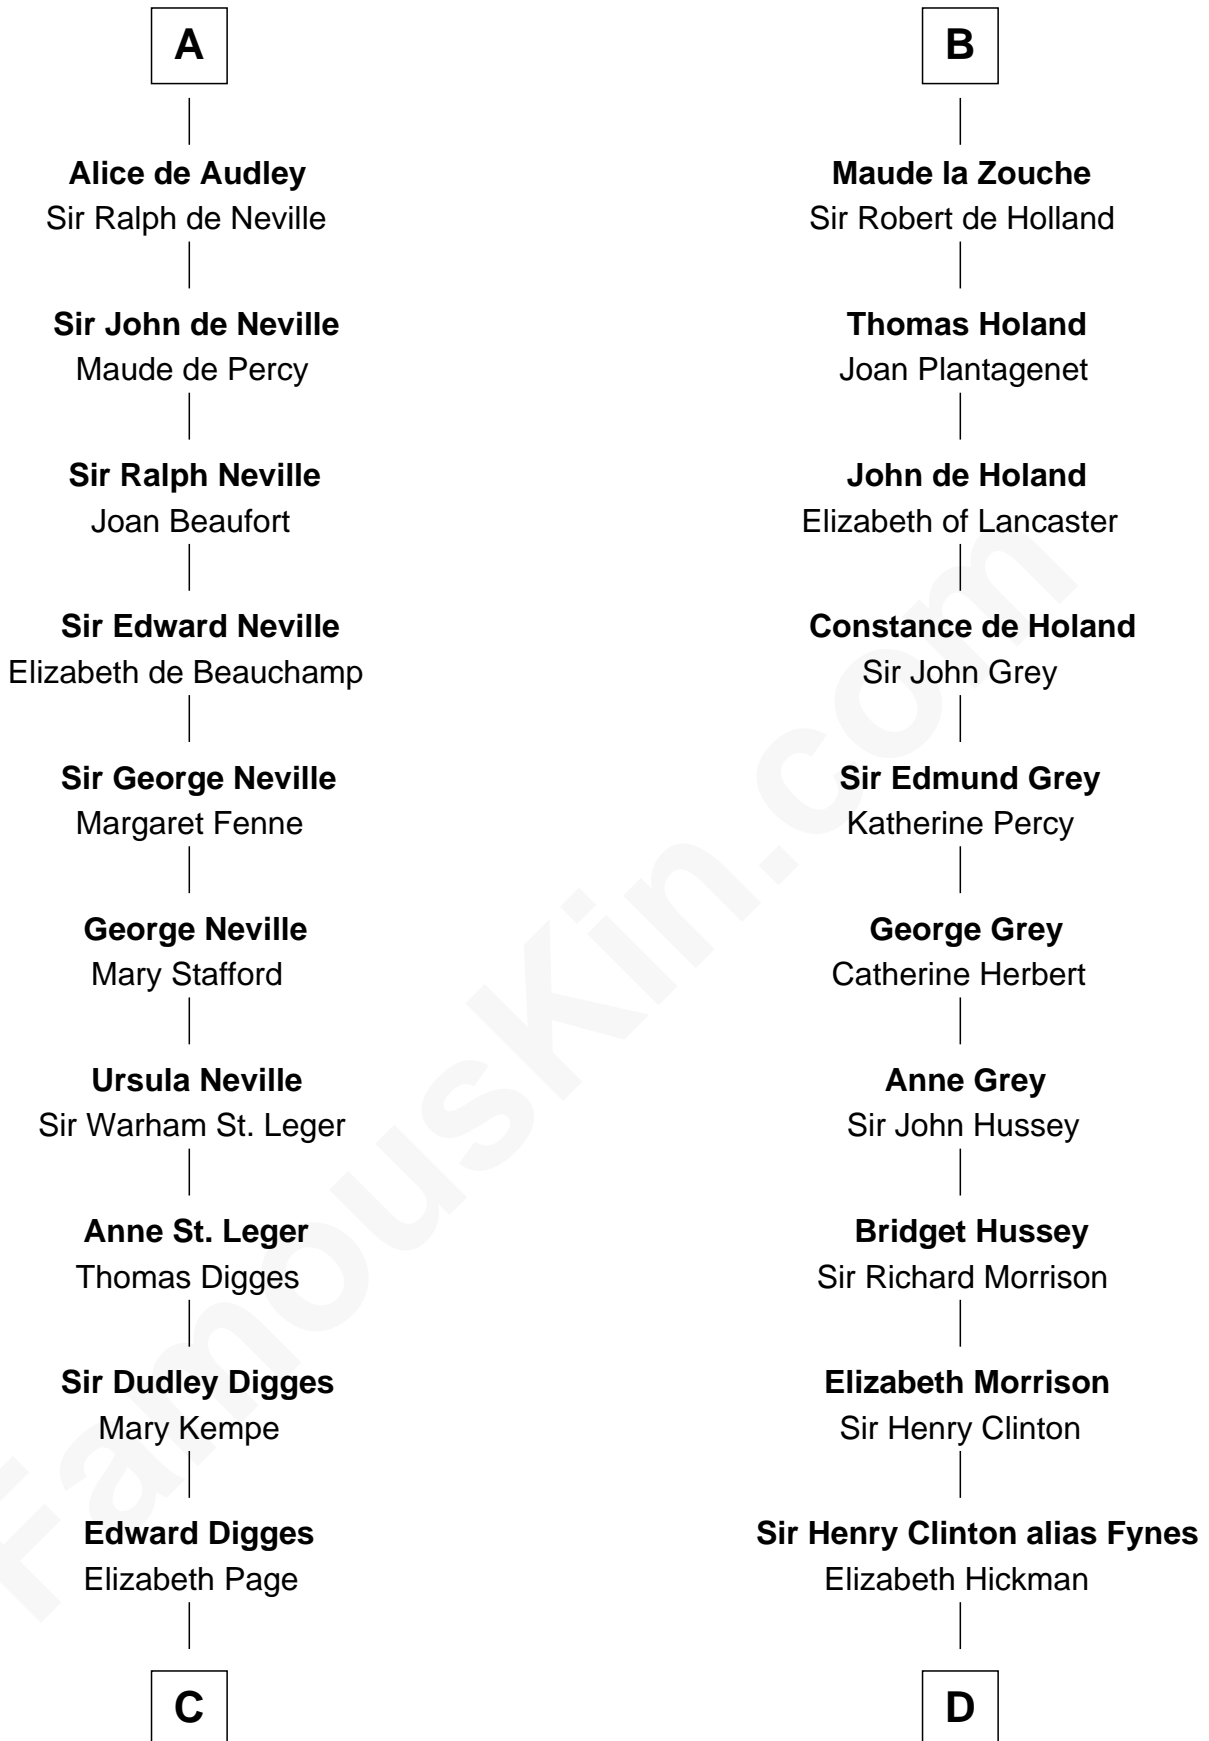 A
Alice de Audley
Sir Ralph de Neville
Sir John de Neville
Maude de Percy
Sir Ralph Neville
Joan Beaufort
Sir Edward Neville
Elizabeth de Beauchamp
Sir George Neville
Margaret Fenne
George Neville
Mary Stafford
Ursula Neville
Sir Warham St. Leger
Anne St. Leger
Thomas Digges
Sir Dudley Digges
Mary Kempe
Edward Digges
Elizabeth Page
C
B
Maude la Zouche
Sir Robert de Holland
Thomas Holand
Joan Plantagenet
John de Holand
Elizabeth of Lancaster
Constance de Holand
Sir John Grey
Sir Edmund Grey
Katherine Percy
George Grey
Catherine Herbert
Anne Grey
Sir John Hussey
Bridget Hussey
Sir Richard Morrison
Elizabeth Morrison
Sir Henry Clinton
Sir Henry Clinton alias Fynes
Elizabeth Hickman
D
FamousKin.com